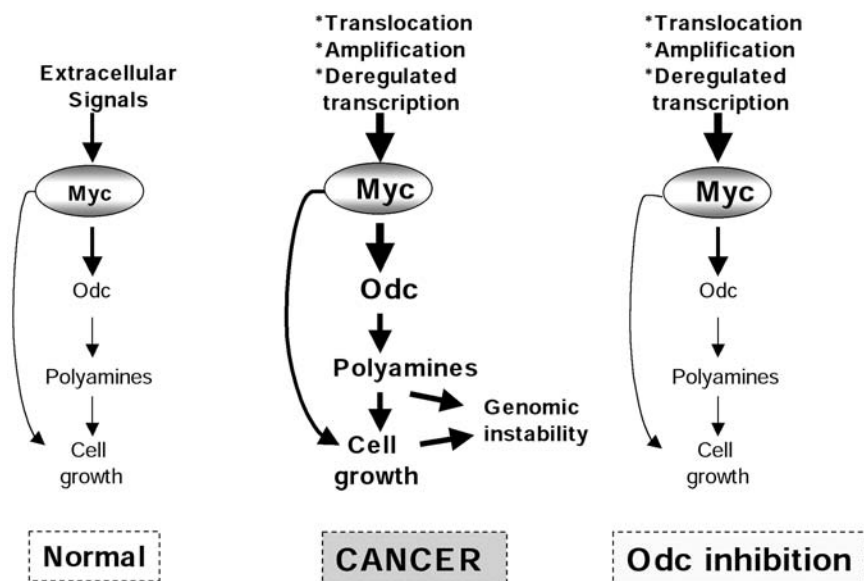 Extracellular
Signals
Myc
Odc
Polyamines
Cell
growth
Normal
*Translocation
*Amplification
*Deregulated
transcription
Myc
Odc
Polyamines
Genomic
instability
Cell
growth
CANCER
*Translocation
*Amplification
*Deregulated
transcription
Myc
Odc
Polyamines
Cell
growth
Odc inhibition